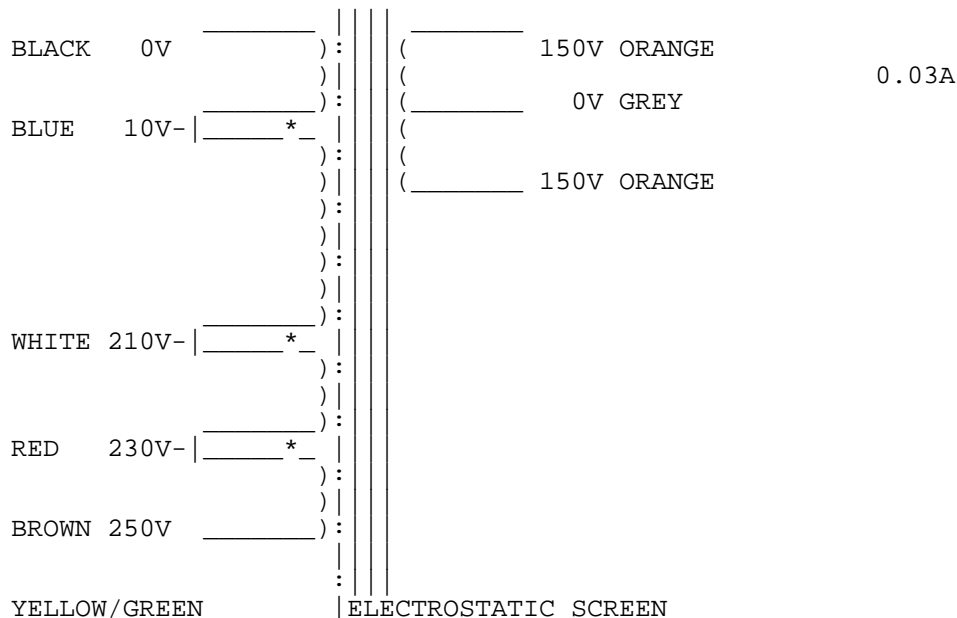 BLACK 0V 150V ORANGE
0.03A
0V GREY
BLUE 10V
150V ORANGE
WHITE 210V
RED 230V
BROWN 250V
YELLOW/GREEN ELECTROSTATIC SCREEN